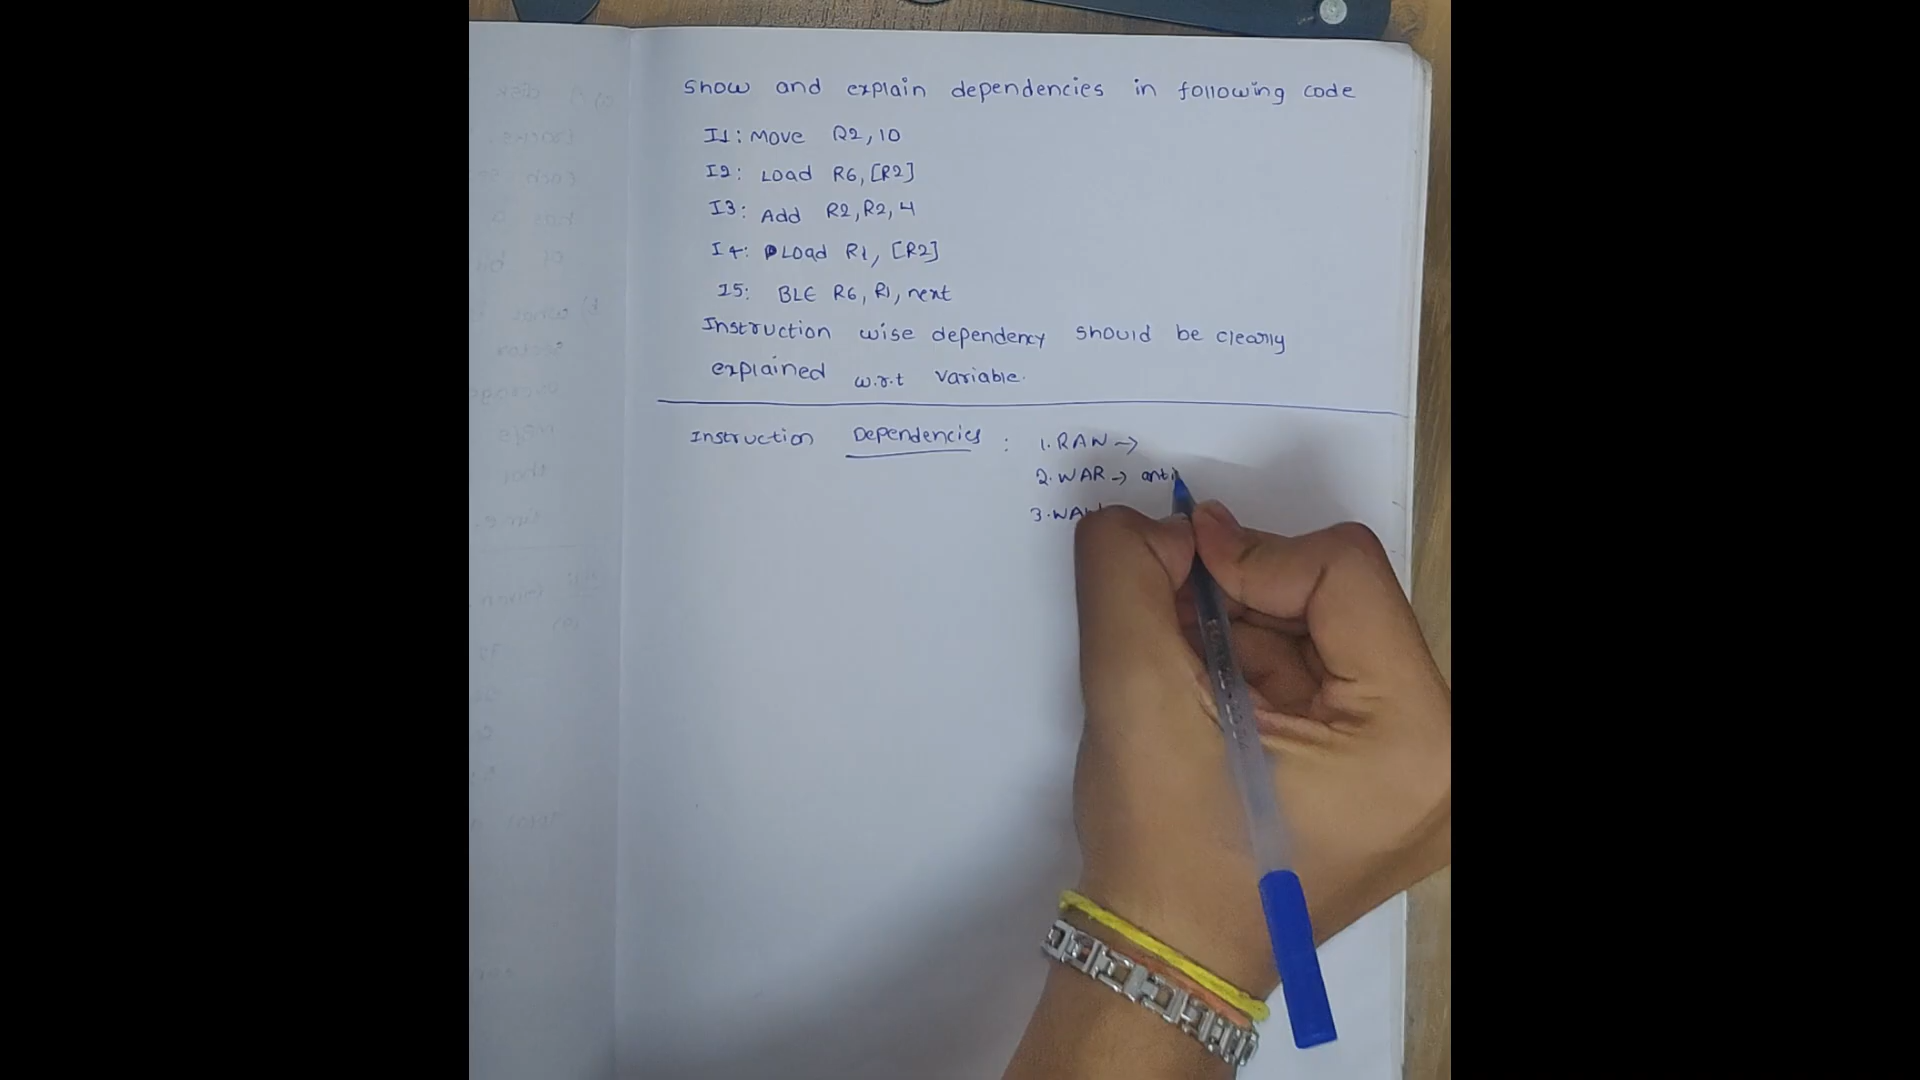 Show and explain dependencies in following code
I1: Move R2, 10
I2: Load R6, [R2]
I3: Add R2, R2, 4
I4: Load R1, [R2]
I5: BLE R6, R1, next
Instruction wise dependency should be clearly
explained w.r.t variable.
Instruction Dependencies : 1. RAW →
2. WAR → anti
3. WAW